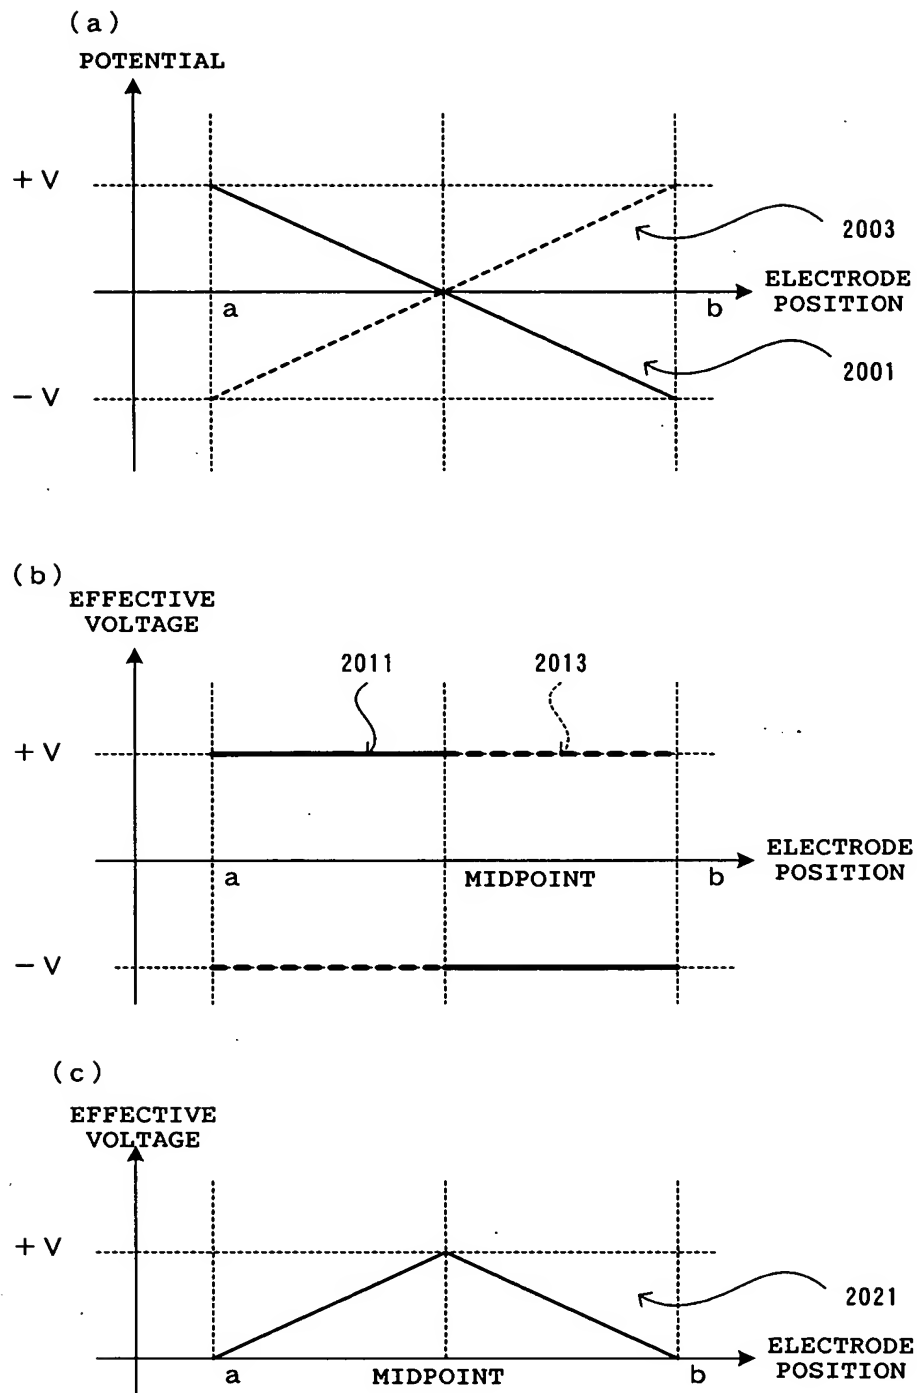 (a)
POTENTIAL
+V
2003
ELECTRODE
POSITION
a
b
2001
−V
(b)
EFFECTIVE
VOLTAGE
2011
2013
+V
ELECTRODE
POSITION
a
MIDPOINT
b
−V
(c)
EFFECTIVE
VOLTAGE
+V
2021
ELECTRODE
POSITION
a
MIDPOINT
b